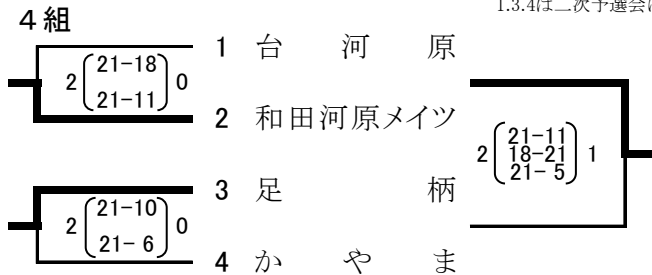 1.3.4は二次予選会に
4組
1 台河原
2 (21-18 21-11) 0
2 和田河原メイツ
2 (21-11 18-21 21-5) 1
3 足柄
2 (21-10 21-6) 0
4 かやま